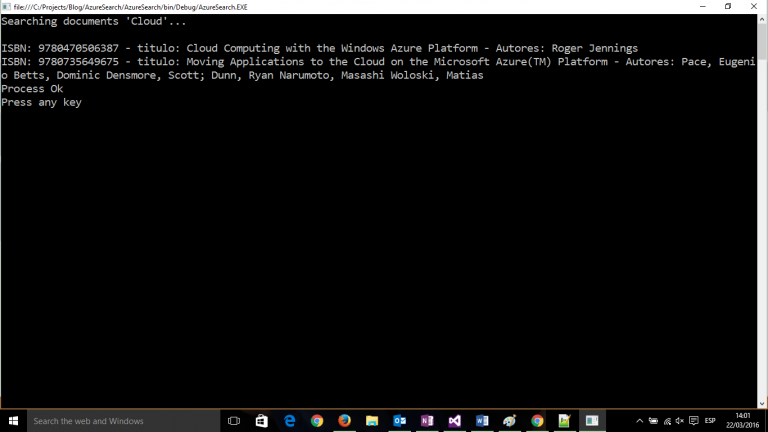 file:///C:/Projects/Blog/AzureSearch/AzureSearch/bin/Debug/AzureSearch.EXE
Searching documents 'Cloud'...
ISBN: 9780470506387 - titulo: Cloud Computing with the Windows Azure Platform - Autores: Roger Jennings
ISBN: 9780735649675 - titulo: Moving Applications to the Cloud on the Microsoft Azure(TM) Platform - Autores: Pace, Eugeni
o Betts, Dominic Densmore, Scott; Dunn, Ryan Narumoto, Masashi Woloski, Matias
Process Ok
Press any key
Search the web and Windows
ESP
14:01
22/03/2016